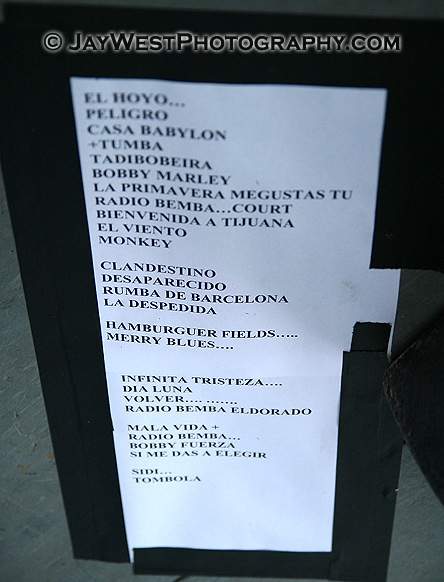 © JayWestPhotography.com
EL HOYO...
PELIGRO
CASA BABYLON
+TUMBA
TADIBOBEIRA
BOBBY MARLEY
LA PRIMAVERA MEGUSTAS TU
RADIO BEMBA...COURT
BIENVENIDA A TIJUANA
EL VIENTO
MONKEY
CLANDESTINO
DESAPARECIDO
RUMBA DE BARCELONA
LA DESPEDIDA
HAMBURGUER FIELDS.....
MERRY BLUES....
INFINITA TRISTEZA....
DIA LUNA
VOLVER.... .......
RADIO BEMBA ELDORADO
MALA VIDA +
RADIO BEMBA...
BOBBY FUERZA
SI ME DAS A ELEGIR
SIDI...
TOMBOLA